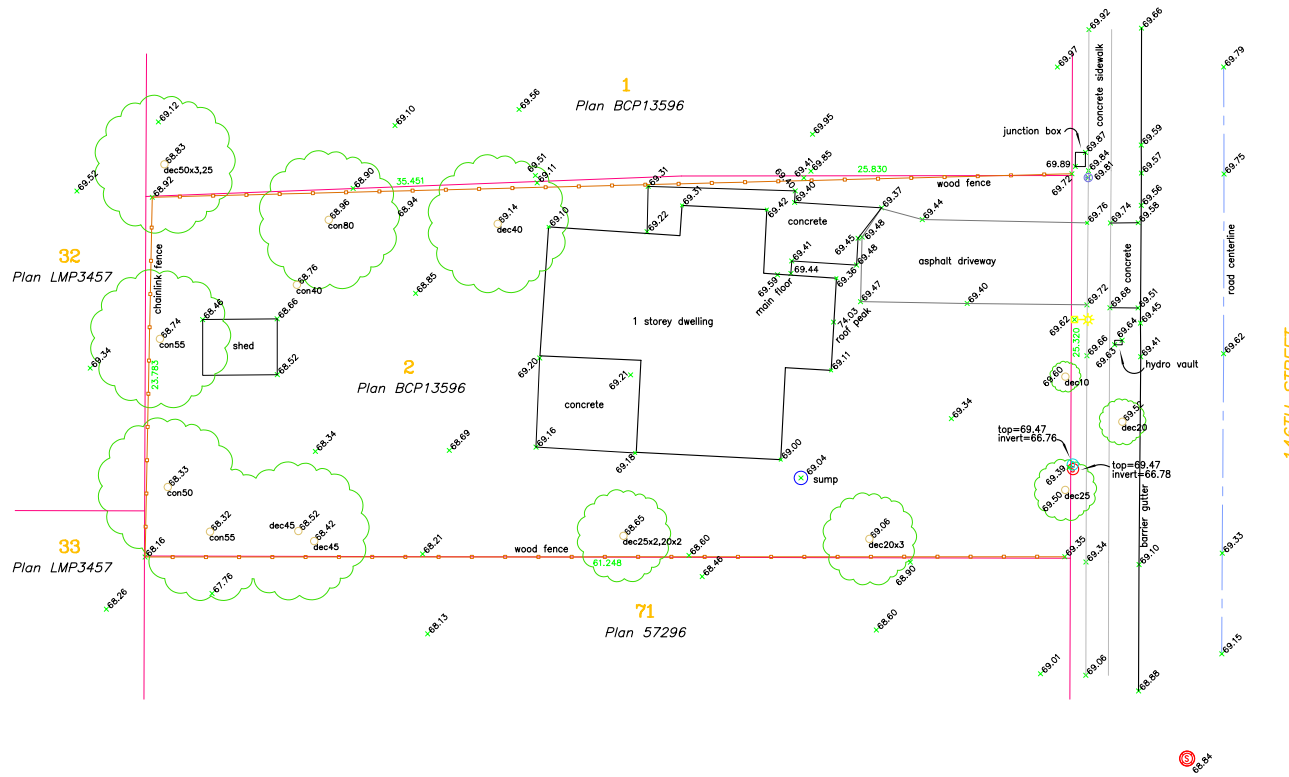 69.92
69.66
69.97
69.79
concrete sidewalk
1
Plan BCP13596
69.56
69.10
69.12
69.95
junction box
69.87
69.59
68.83
dec50x3,25
69.52
68.92
68.90
35.451
69.51
69.11
69.31
69.41
69.85
25.830
wood fence
69.89
69.84
69.81
69.57
69.75
69.72
69.40
69.40
68.96
con80
68.94
69.14
dec40
69.10
69.22
69.31
69.42
concrete
69.37
69.44
69.76
69.74
69.56
69.58
32
Plan LMP3457
chainlink fence
68.76
con40
68.85
69.45
69.48
69.48
69.41
69.44
69.59
main floor
69.36
asphalt driveway
concrete
road centerline
68.46
68.66
69.47
69.40
69.72
69.68
69.51
69.45
68.74
con55
shed
1 storey dwelling
74.03
roof peak
69.62
25.320
69.66
69.64
69.63
69.41
hydro vault
69.62
146TH STREET
69.34
23.783
68.52
2
Plan BCP13596
69.20
69.21
concrete
69.11
69.60
dec10
69.34
69.52
dec20
68.34
68.69
69.16
69.18
69.00
69.04
sump
top=69.47
invert=66.76
top=69.47
invert=66.78
69.39
69.50
dec25
barrier gutter
68.33
con50
68.32
con55
dec45
68.52
68.42
dec45
68.65
dec25x2,20x2
69.06
dec20x3
33
Plan LMP3457
68.16
68.21
wood fence
61.248
68.60
68.46
68.90
69.35
69.34
69.10
69.33
68.26
67.76
68.13
71
Plan 57296
68.60
69.01
69.06
68.88
69.15
S
68.84